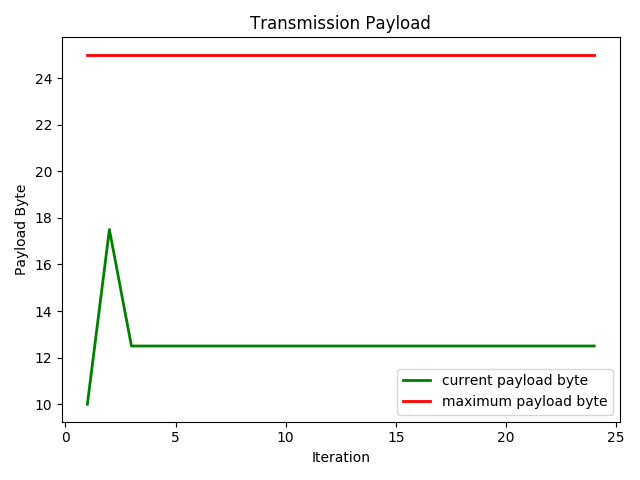 Transmission Payload
Payload Byte
24
22
20
18
16
14
12
10
0 5 10 15 20 25
Iteration
current payload byte
maximum payload byte